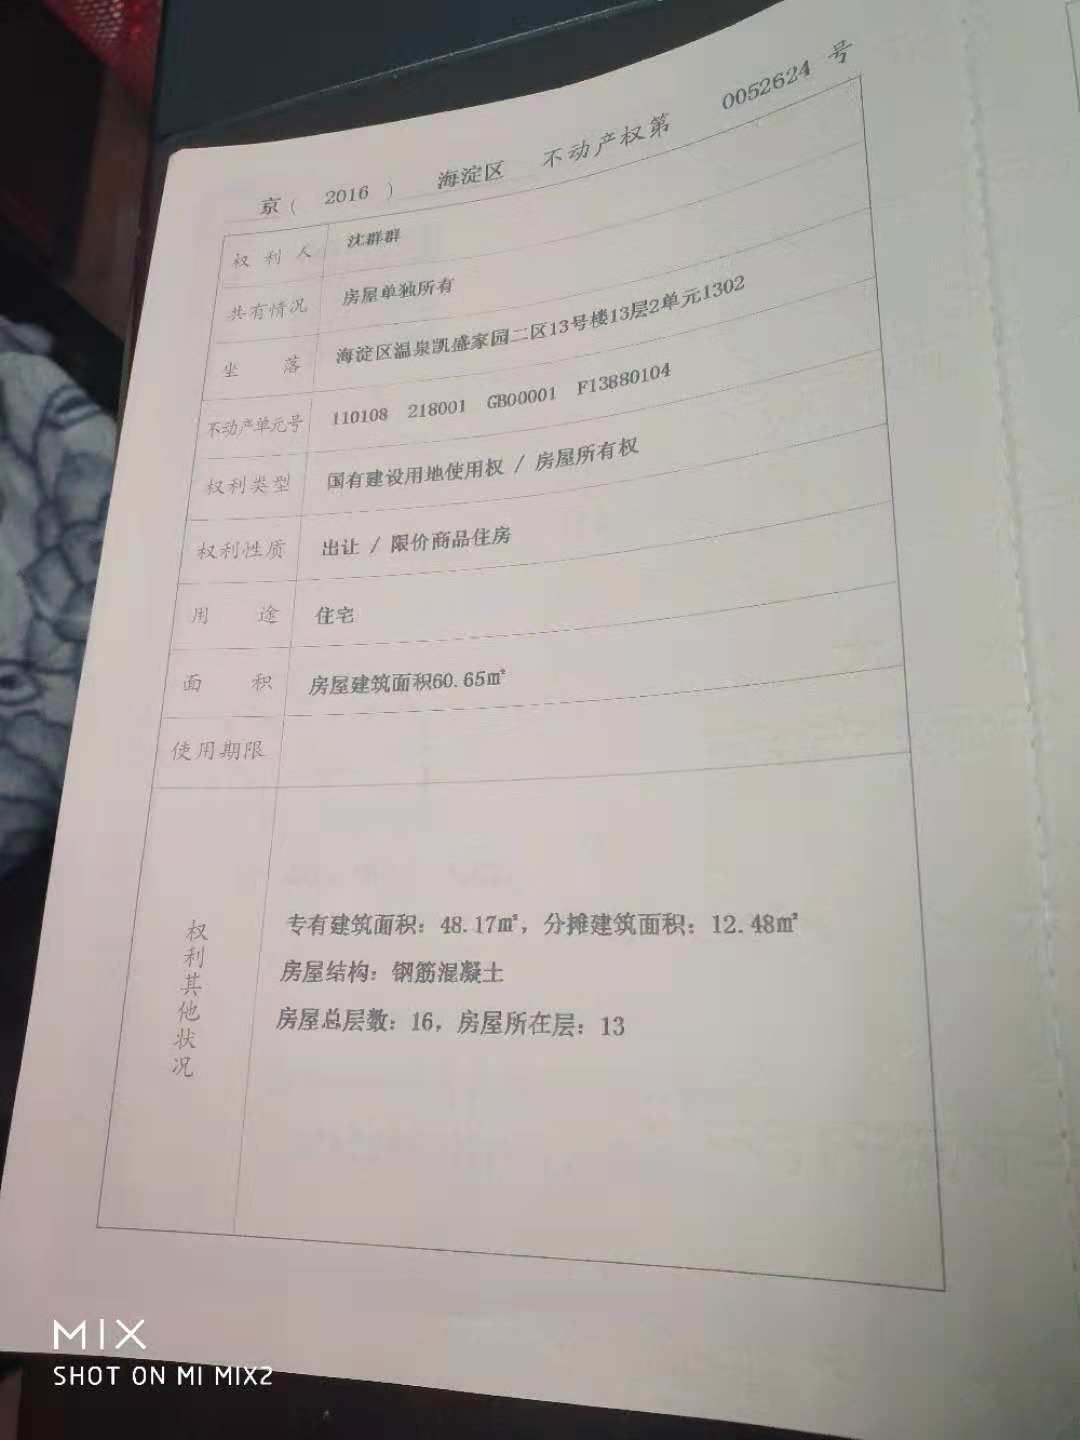 京（ 2016 ） 海淀区 不动产权第 0052624 号
权利人 沈群群
共有情况 房屋单独所有
坐落 海淀区温泉凯盛家园二区13号楼13层2单元1302
不动产单元号 110108 218001 GB00001 F13880104
权利类型 国有建设用地使用权 / 房屋所有权
权利性质 出让 / 限价商品住房
用途 住宅
面积 房屋建筑面积60.65㎡
使用期限
权利其他状况
专有建筑面积：48.17㎡，分摊建筑面积：12.48㎡
房屋结构：钢筋混凝土
房屋总层数：16，房屋所在层：13
MIX
SHOT ON MI MIX2